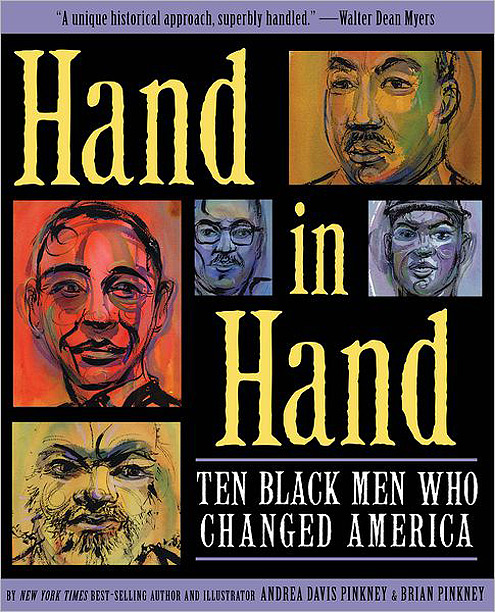 “A unique historical approach, superbly handled.” —Walter Dean Myers
Hand
in
Hand
TEN BLACK MEN WHO
CHANGED AMERICA
BY NEW YORK TIMES BEST-SELLING AUTHOR AND ILLUSTRATOR ANDREA DAVIS PINKNEY & BRIAN PINKNEY